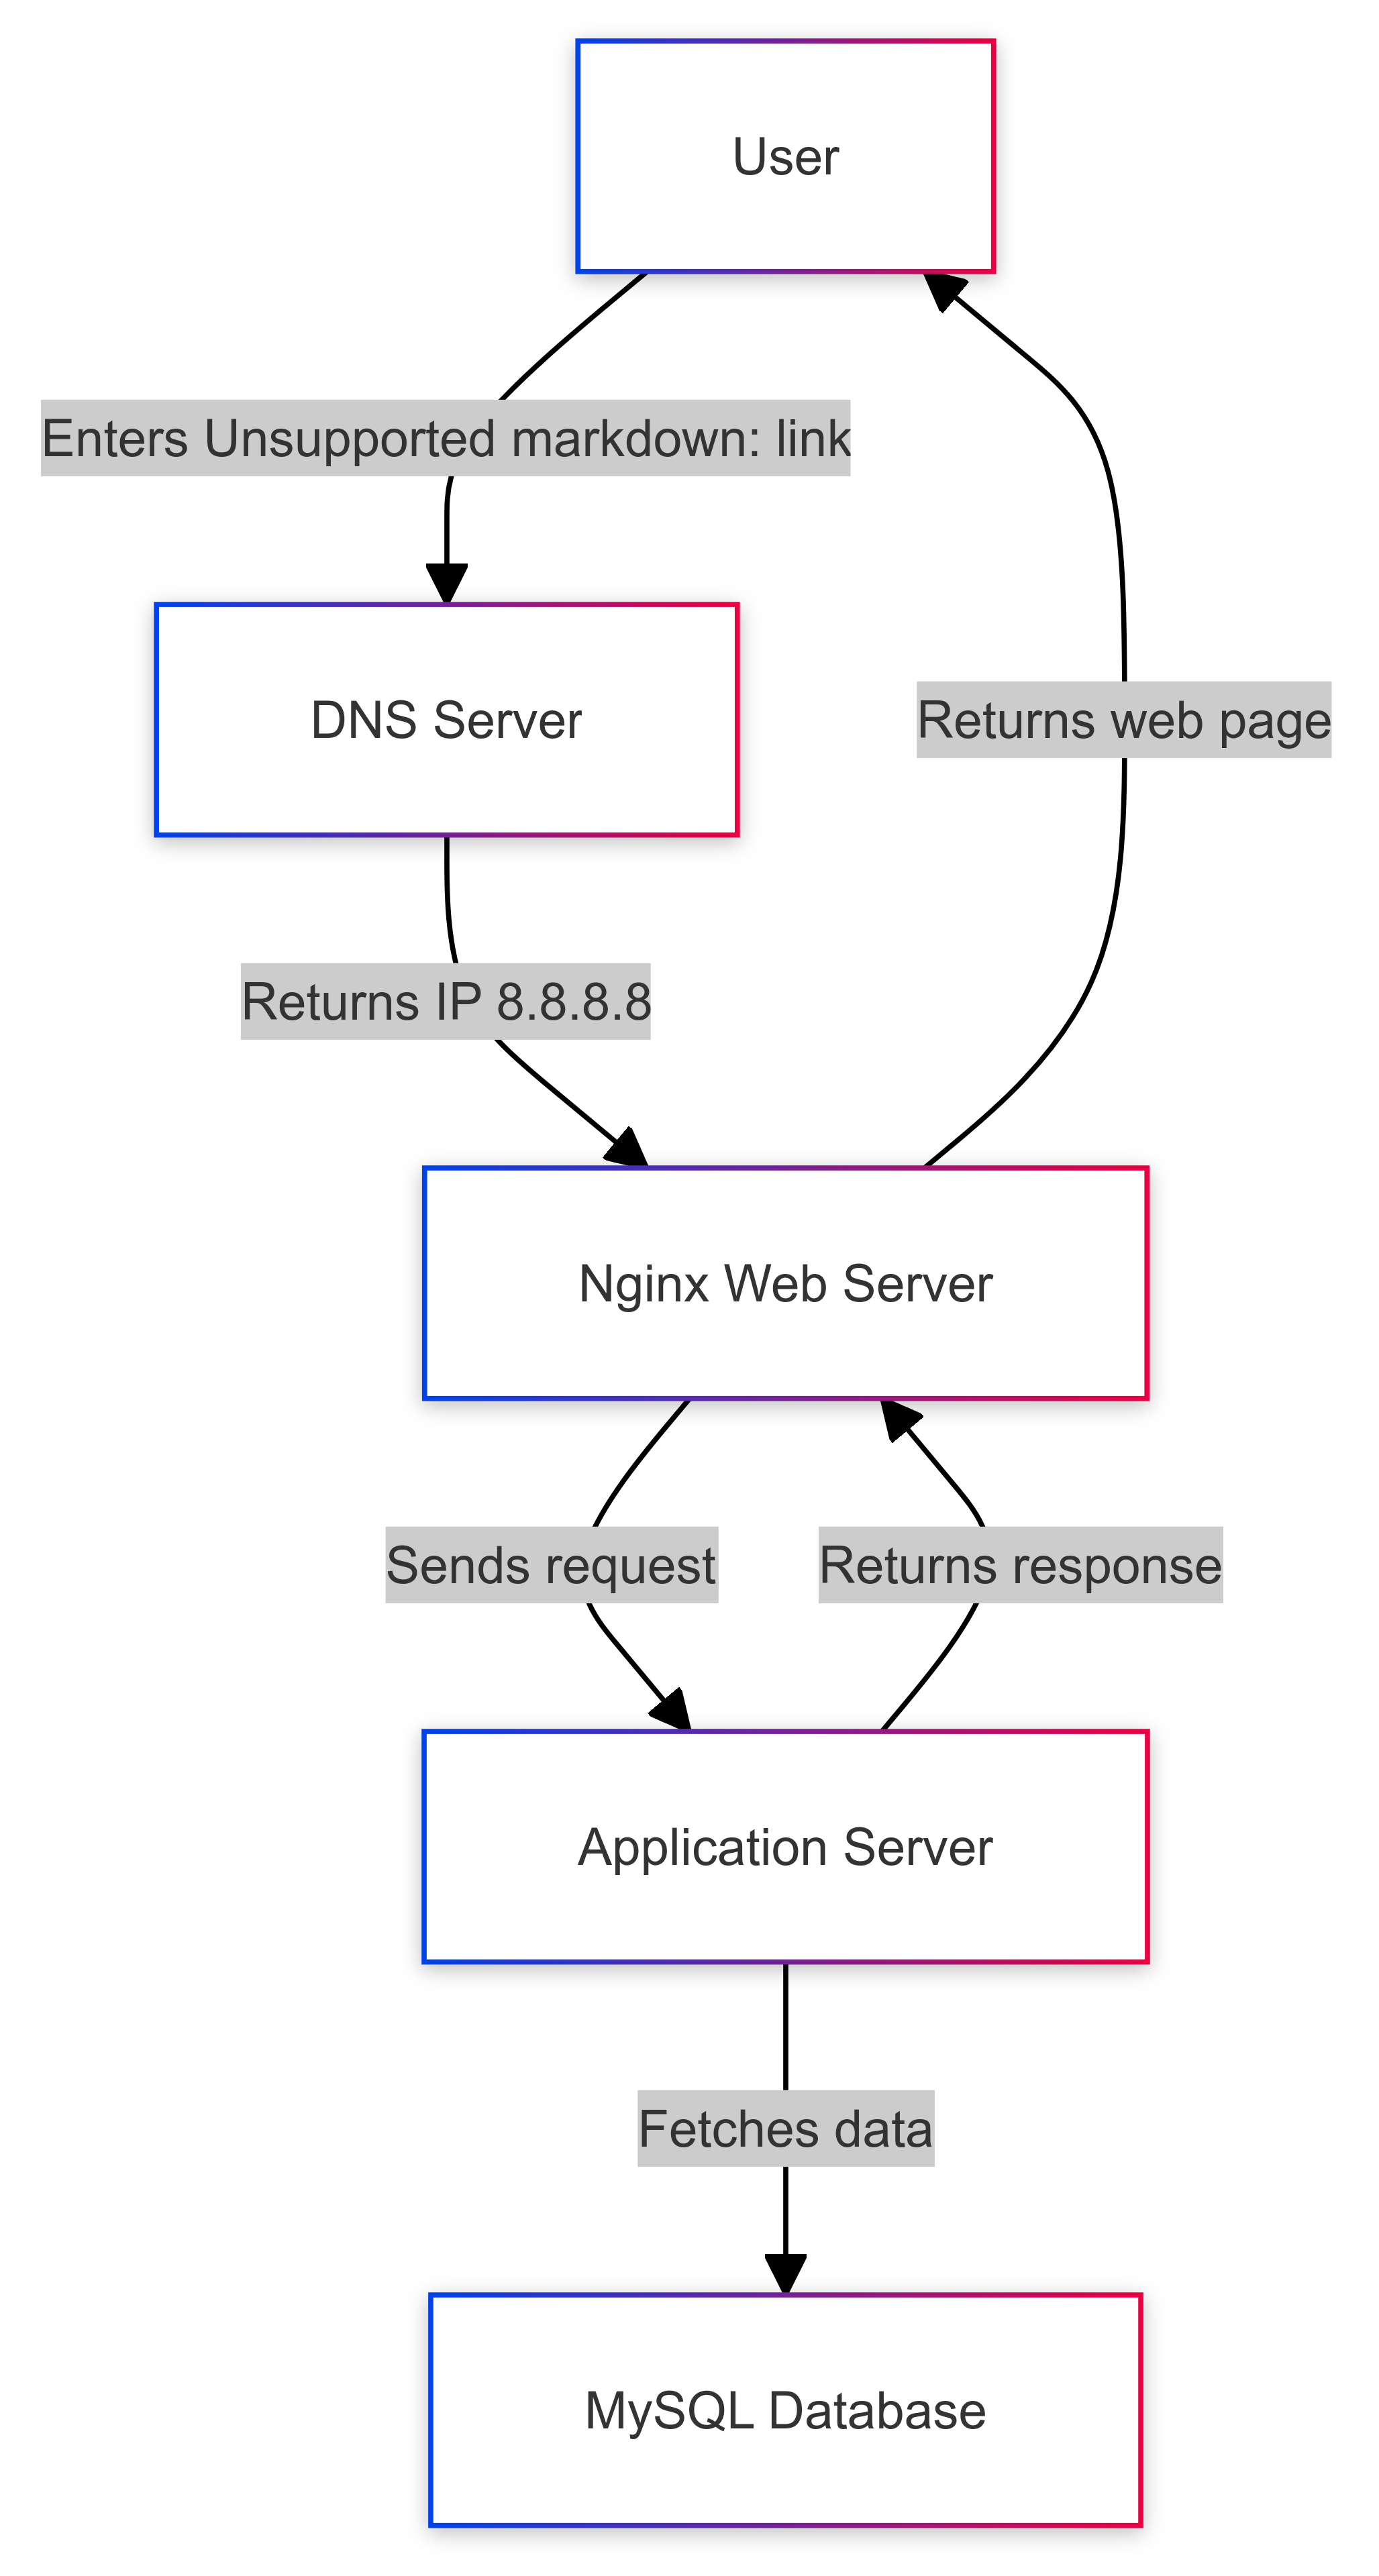 User
Enters Unsupported markdown: link
DNS Server
Returns web page
Returns IP 8.8.8.8
Nginx Web Server
Sends request
Returns response
Application Server
Fetches data
MySQL Database